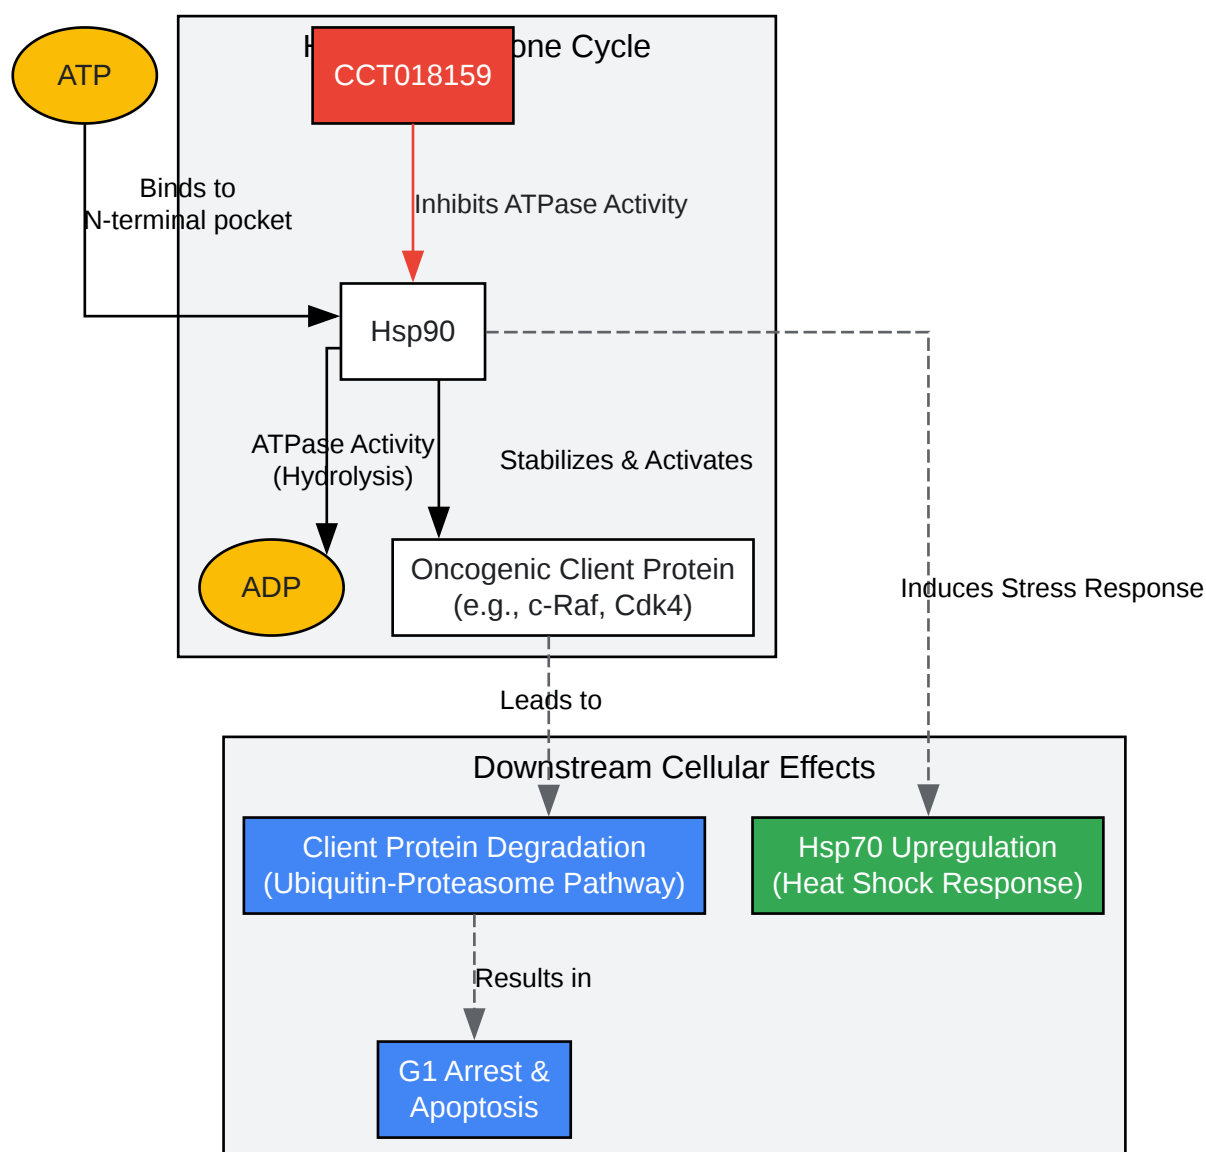 ATP
one Cycle
CCT018159
Binds to
N-terminal pocket
Inhibits ATPase Activity
Hsp90
ATPase Activity
(Hydrolysis)
Stabilizes & Activates
ADP
Oncogenic Client Protein
(e.g., c-Raf, Cdk4)
Induces Stress Response
Leads to
Downstream Cellular Effects
Client Protein Degradation
(Ubiquitin-Proteasome Pathway)
Hsp70 Upregulation
(Heat Shock Response)
Results in
G1 Arrest &
Apoptosis